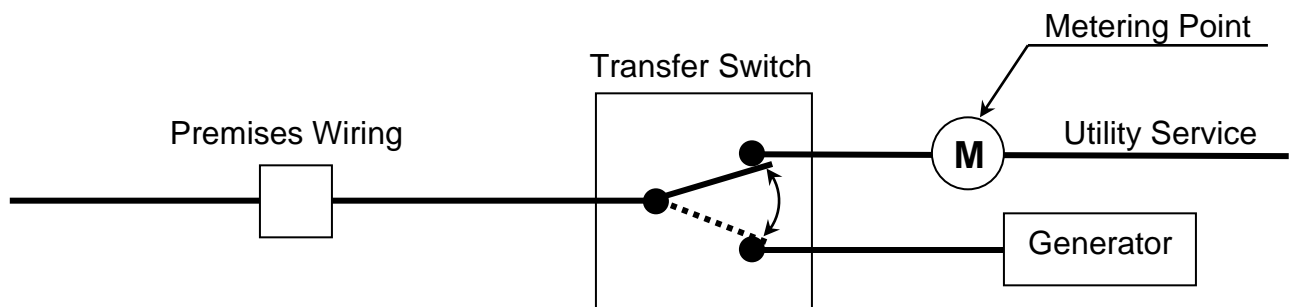 Metering Point
Transfer Switch
Premises Wiring
Utility Service
M
Generator